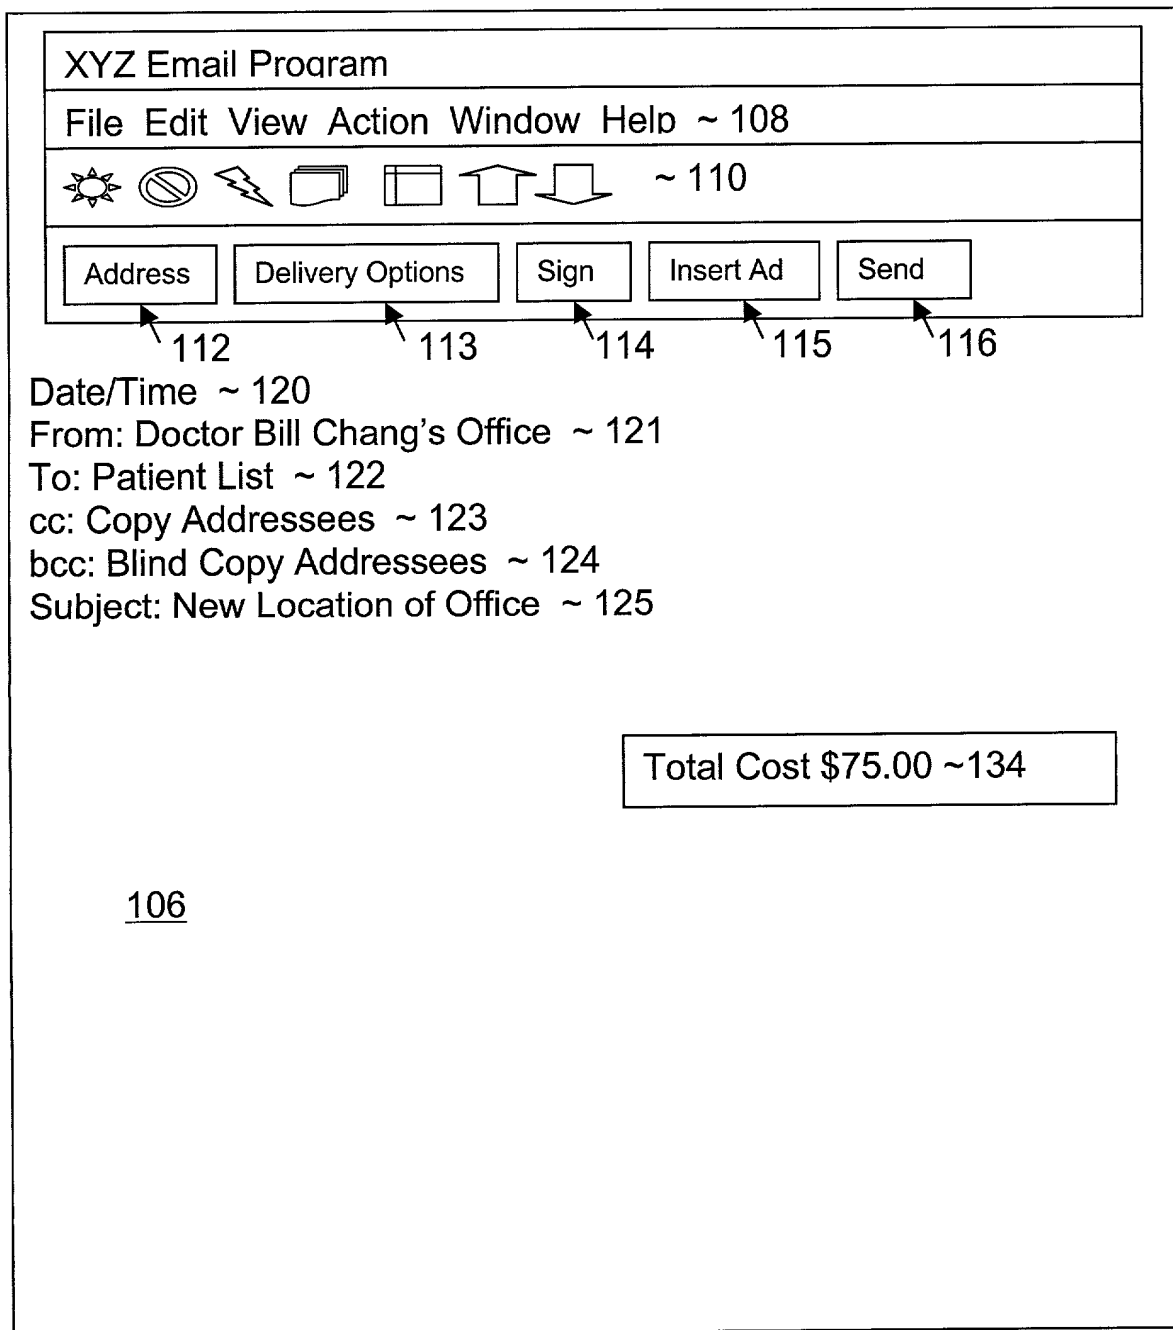 XYZ Email Program
File Edit View Action Window Help ~ 108
~ 110
Address Delivery Options Sign Insert Ad Send
112 113 114 115 116
Date/Time ~ 120
From: Doctor Bill Chang's Office ~ 121
To: Patient List ~ 122
cc: Copy Addressees ~ 123
bcc: Blind Copy Addressees ~ 124
Subject: New Location of Office ~ 125
Total Cost $75.00 ~134
106